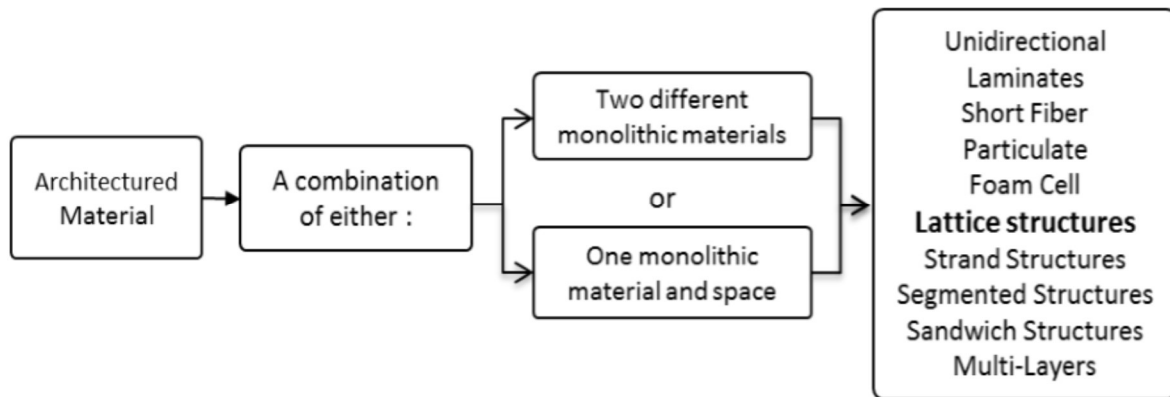 Architectured
Material
A combination
of either :
Two different
monolithic materials
or
One monolithic
material and space
Unidirectional
Laminates
Short Fiber
Particulate
Foam Cell
Lattice structures
Strand Structures
Segmented Structures
Sandwich Structures
Multi-Layers